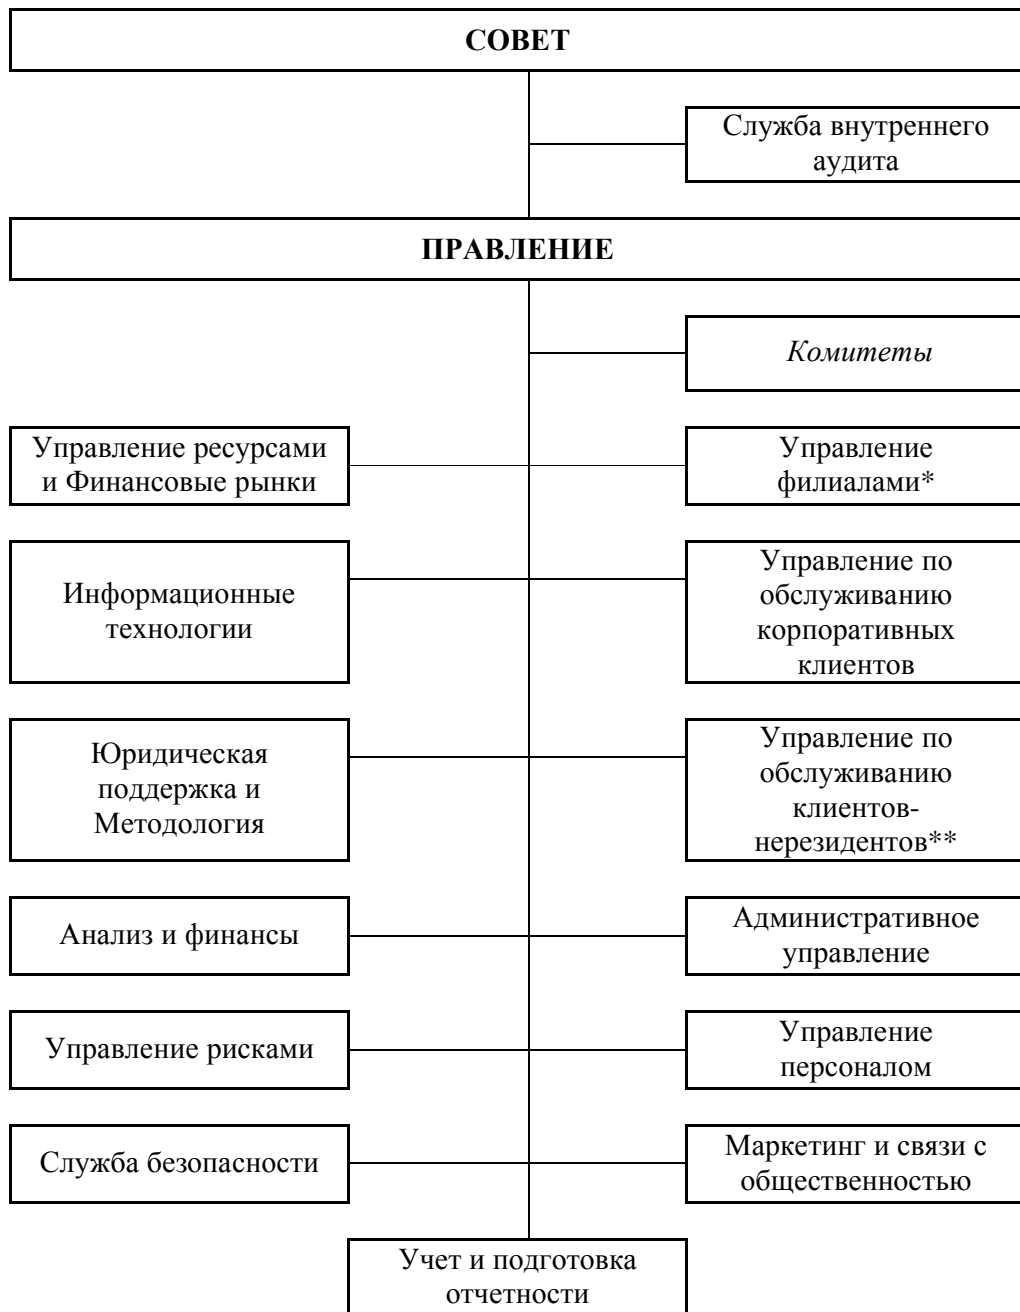 СОВЕТ
Служба внутреннего
аудита
ПРАВЛЕНИЕ
Комитеты
Управление ресурсами
и Финансовые рынки
Управление
филиалами*
Информационные
технологии
Управление по
обслуживанию
корпоративных
клиентов
Юридическая
поддержка и
Методология
Управление по
обслуживанию
клиентов-
нерезидентов**
Анализ и финансы
Административное
управление
Управление рисками
Управление
персоналом
Служба безопасности
Маркетинг и связи с
общественностью
Учет и подготовка
отчетности